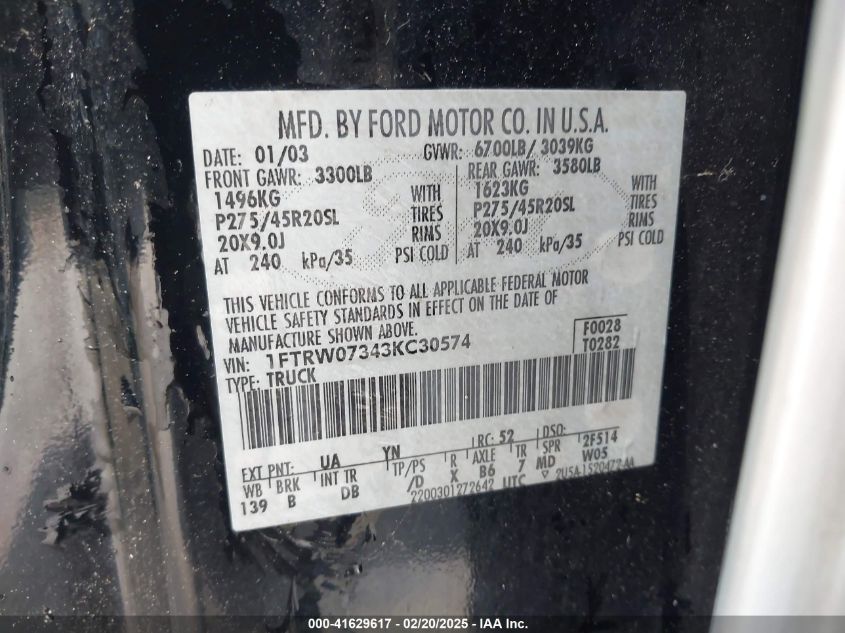 MFD. BY FORD MOTOR CO. IN U.S.A.
DATE: 01/03 GVWR: 6700LB/ 3039KG
FRONT GAWR: 3300LB REAR GAWR: 3580LB
1496KG WITH 1623KG WITH
P275/45R20SL TIRES P275/45R20SL TIRES
20X9.0J RIMS 20X9.0J RIMS
AT 240 kPa/35 PSI COLD AT 240 kPa/35 PSI COLD
THIS VEHICLE CONFORMS TO ALL APPLICABLE FEDERAL MOTOR
VEHICLE SAFETY STANDARDS IN EFFECT ON THE DATE OF
MANUFACTURE SHOWN ABOVE.
VIN: 1FTRW07343KC30574 F0028
TYPE: TRUCK T0282
EXT PNT: UA YN RC: 52 DSO: 2F514
WB BRK INT TR TP/PS R AXLE TR SPR W05
139 B DB /D X B6 7 MD
2200301272642 UTC
000-41629617 - 02/20/2025 - IAA Inc.